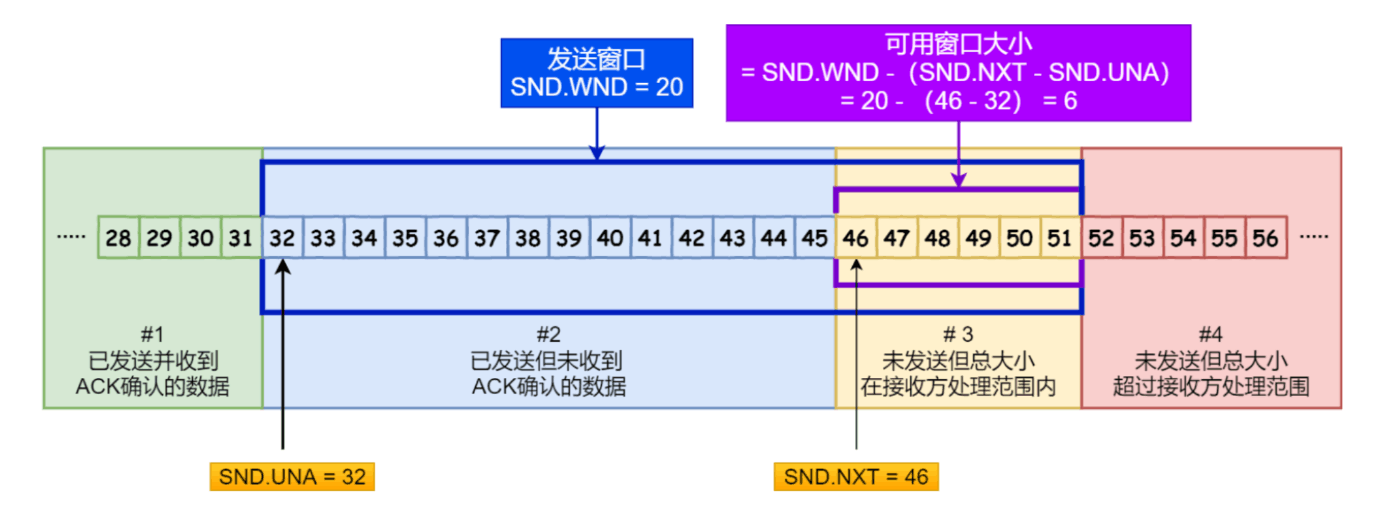 发送窗口
SND.WND = 20
可用窗口大小
= SND.WND -（SND.NXT - SND.UNA）
= 20 -（46 - 32） = 6
····· 28 29 30 31 32 33 34 35 36 37 38 39 40 41 42 43 44 45 46 47 48 49 50 51 52 53 54 55 56 ·····
#1
已发送并收到
ACK确认的数据
#2
已发送但未收到
ACK确认的数据
# 3
未发送但总大小
在接收方处理范围内
#4
未发送但总大小
超过接收方处理范围
SND.UNA = 32
SND.NXT = 46